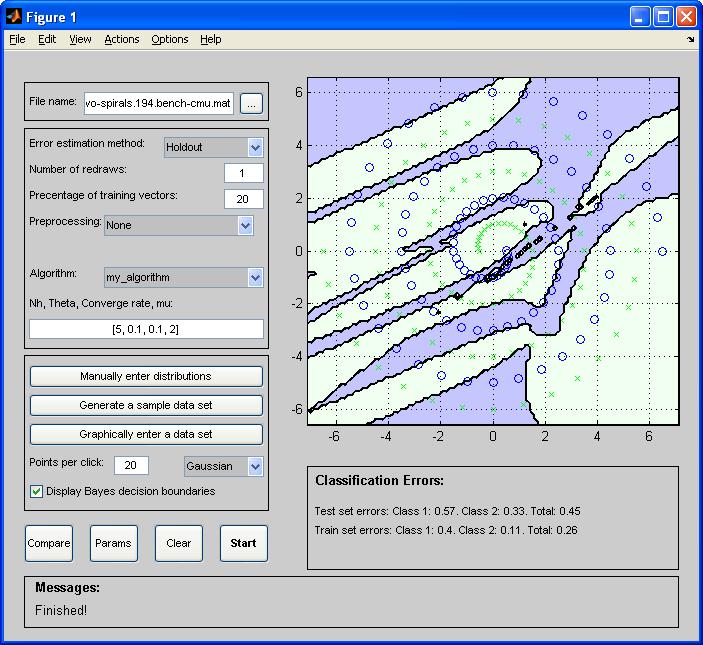 Figure 1
File Edit View Actions Options Help
File name: vo-spirals.194.bench-cmu.mat ...
Error estimation method: Holdout
Number of redraws: 1
Precentage of training vectors: 20
Preprocessing: None
Algorithm: my_algorithm
Nh, Theta, Converge rate, mu:
[5, 0.1, 0.1, 2]
Manually enter distributions
Generate a sample data set
Graphically enter a data set
Points per click: 20 Gaussian
Display Bayes decision boundaries
Compare Params Clear Start
6
4
2
0
-2
-4
-6
-6 -4 -2 0 2 4 6
Classification Errors:
Test set errors: Class 1: 0.57. Class 2: 0.33. Total: 0.45
Train set errors: Class 1: 0.4. Class 2: 0.11. Total: 0.26
Messages:
Finished!